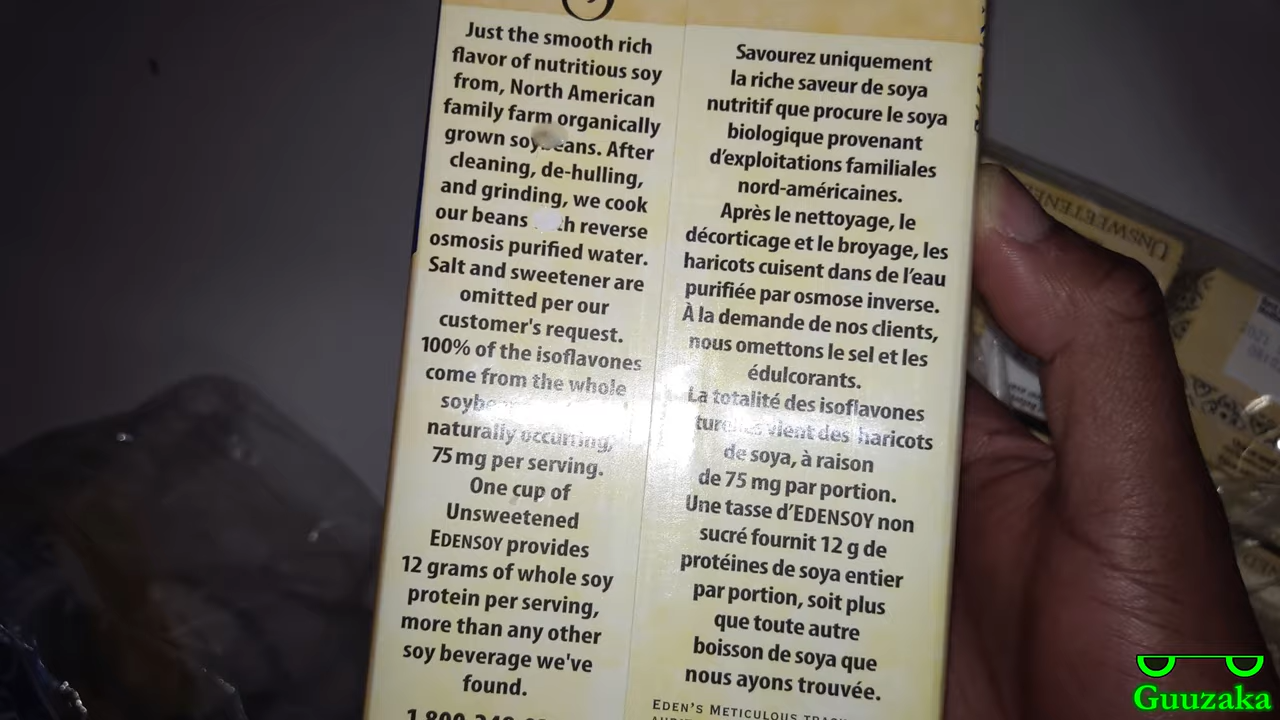 Just the smooth rich
flavor of nutritious soy
from, North American
family farm organically
grown soybeans. After
cleaning, de-hulling,
and grinding, we cook
our beans reverse
osmosis purified water.
Salt and sweetener are
omitted per our
customer's request.
100% of the isoflavones
come from the whole
naturally occurring,
75 mg per serving.
One cup of
Unsweetened
EDENSOY provides
12 grams of whole soy
protein per serving,
more than any other
soy beverage we've
found.
Savourez uniquement
la riche saveur de soya
nutritif que procure le soya
biologique provenant
d'exploitations familiales
nord-américaines.
Après le nettoyage, le
décorticage et le broyage, les
haricots cuisent dans de l'eau
purifiée par osmose inverse.
À la demande de nos clients,
nous omettons le sel et les
édulcorants.
La totalité des isoflavones
vient des haricots
de soya, à raison
de 75 mg par portion.
Une tasse d'EDENSOY non
sucré fournit 12 g de
protéines de soya entier
par portion, soit plus
que toute autre
boisson de soya que
nous ayons trouvée.
EDEN'S METICULOUS
UNSWEETENED
Guuzaka